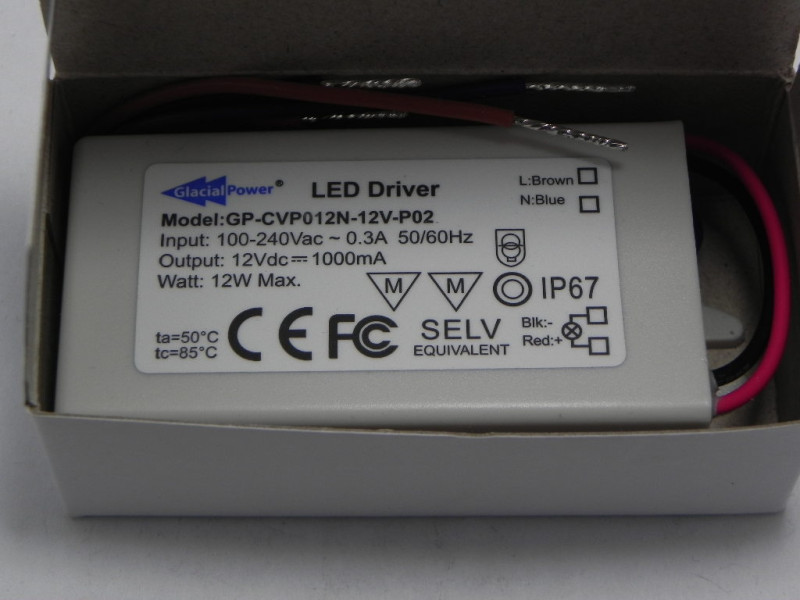 GlacialPower® LED Driver
L:Brown
N:Blue
Model:GP-CVP012N-12V-P02
Input: 100-240Vac ~ 0.3A 50/60Hz
Output: 12Vdc ⎓ 1000mA
Watt: 12W Max.
M M IP67
ta=50°C
tc=85°C
CE FC SELV
EQUIVALENT
Blk:-
Red:+